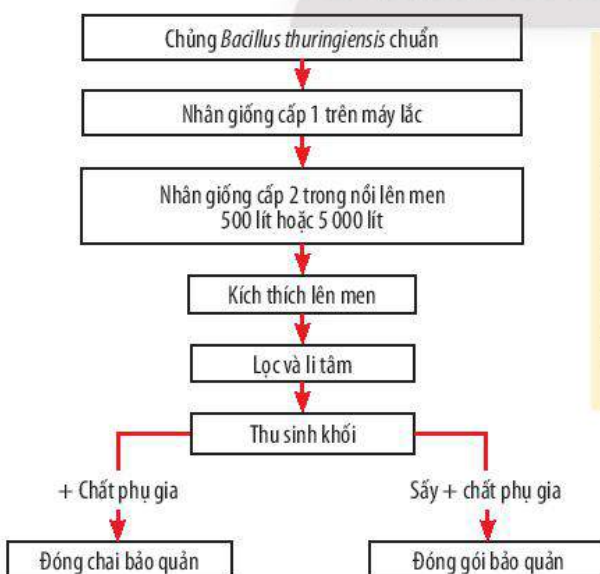 Chủng Bacillus thuringiensis chuẩn
Nhân giống cấp 1 trên máy lắc
Nhân giống cấp 2 trong nồi lên men
500 lít hoặc 5 000 lít
Kích thích lên men
Lọc và li tâm
Thu sinh khối
+ Chất phụ gia
Sấy + chất phụ gia
Đóng chai bảo quản
Đóng gói bảo quản